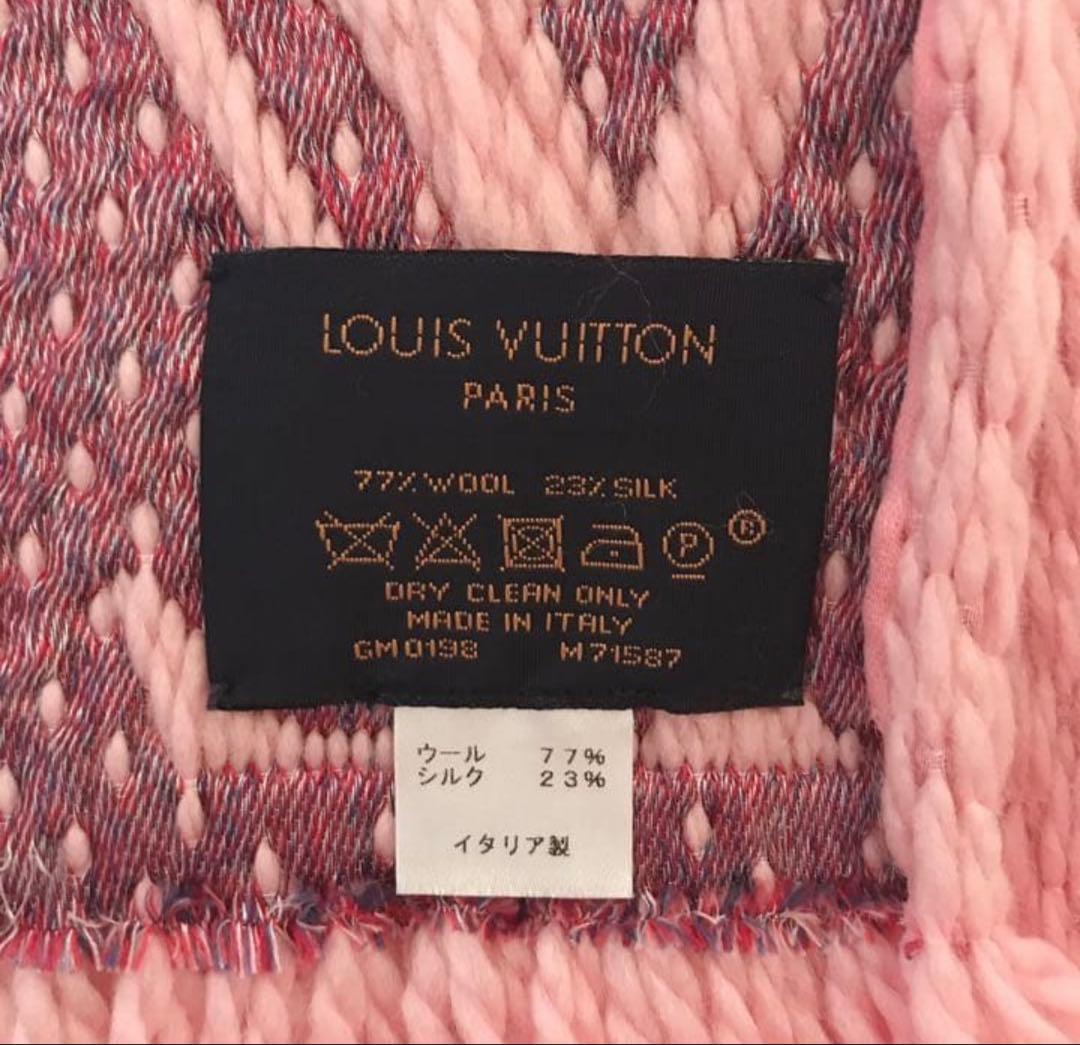 LOUIS VUITTON
PARIS
77% WOOL 23% SILK
P ®
DRY CLEAN ONLY
MADE IN ITALY
GM0198 M71587
ウール 77%
シルク 23%
イタリア製